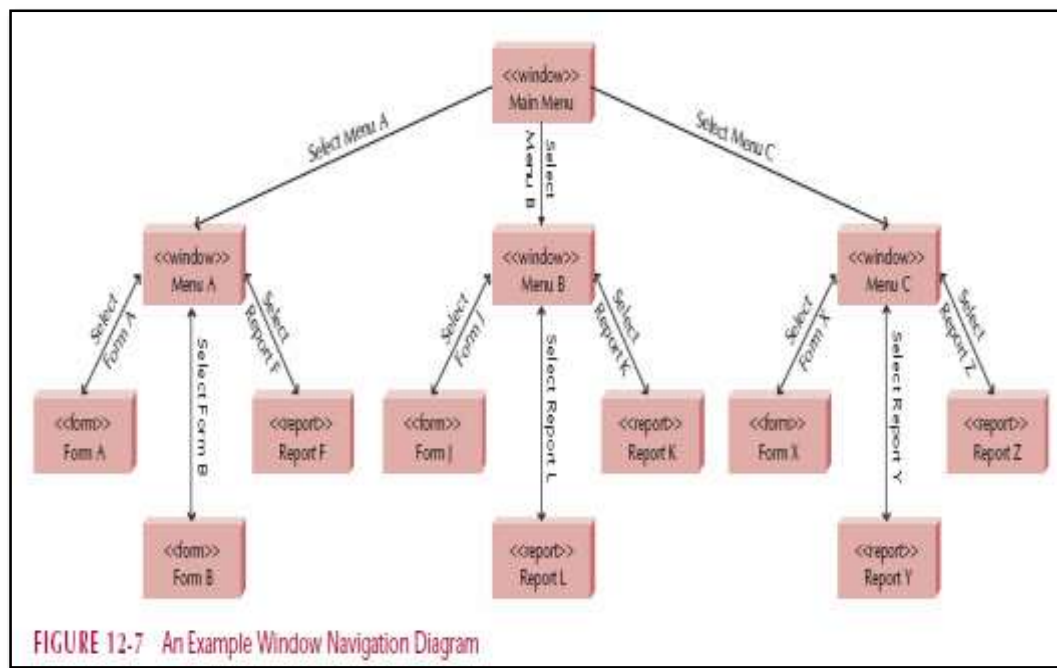 <<window>>
Main Menu
Select Menu A
Select
Menu B
Select Menu C
<<window>>
Menu A
<<window>>
Menu B
<<window>>
Menu C
Select
Form A
Select Form B
Select
Report F
Select
Form J
Select Report L
Select
Report K
Select
Form X
Select Report Y
Select
Report Z
<<form>>
Form A
<<report>>
Report F
<<form>>
Form J
<<report>>
Report K
<<form>>
Form X
<<report>>
Report Z
<<form>>
Form B
<<report>>
Report L
<<report>>
Report Y
FIGURE 12-7 An Example Window Navigation Diagram